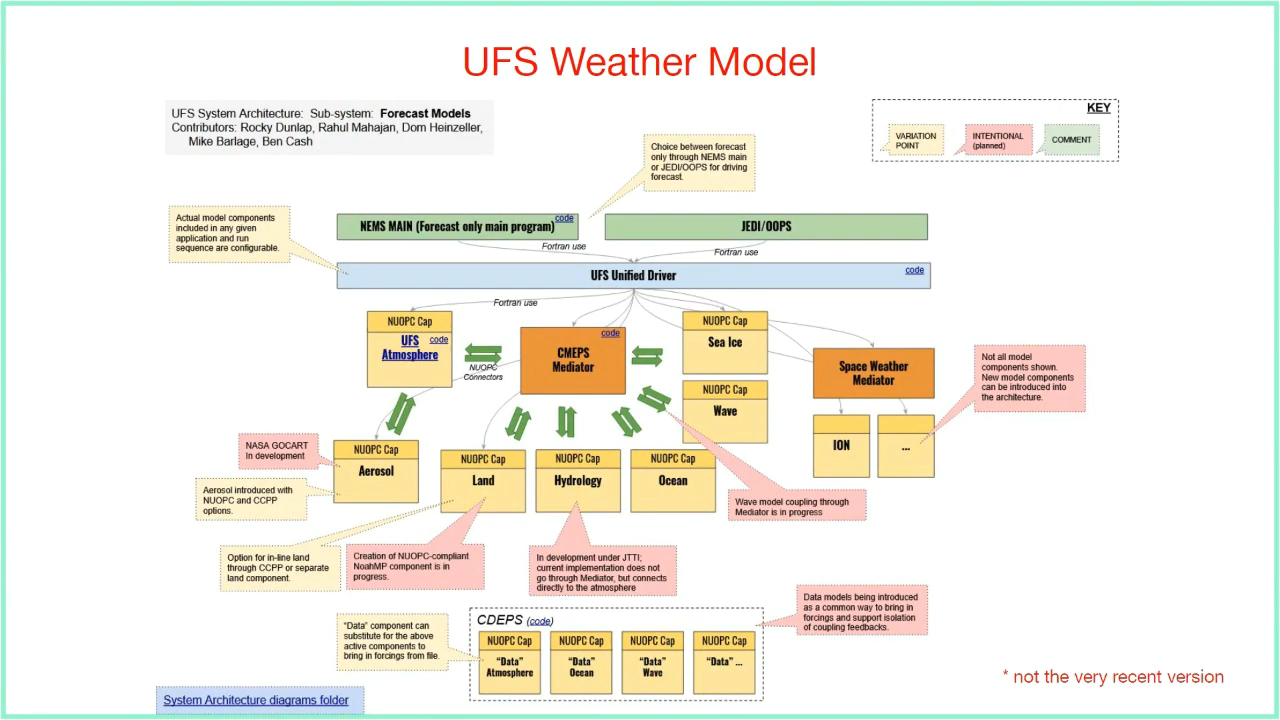 UFS Weather Model
UFS System Architecture: Sub-system: Forecast Models
Contributors: Rocky Dunlap, Rahul Mahajan, Dom Heinzeller,
Mike Barlage, Ben Cash
KEY
VARIATION
POINT
INTENTIONAL
(planned)
COMMENT
Choice between forecast
only through NEMS main
or JEDI/OOPS for driving
forecast.
Actual model components
included in any given
application and run
sequence are configurable.
NEMS MAIN (Forecast only main program)
code
JEDI/OOPS
Fortran use
Fortran use
UFS Unified Driver
code
Fortran use
NUOPC Cap
UFS
Atmosphere
code
NUOPC
Connectors
code
CMEPS
Mediator
NUOPC Cap
Sea Ice
NUOPC Cap
Wave
Space Weather
Mediator
ION
...
Not all model
components shown.
New model components
can be introduced into
the architecture.
NASA GOCART
In development
NUOPC Cap
Aerosol
NUOPC Cap
Land
NUOPC Cap
Hydrology
NUOPC Cap
Ocean
Aerosol introduced with
NUOPC and CCPP
options.
Wave model coupling through
Mediator is in progress
Option for in-line land
through CCPP or separate
land component.
Creation of NUOPC-compliant
NoahMP component is in
progress.
In development under JTTI;
current implementation does not
go through Mediator, but connects
directly to the atmosphere
Data models being introduced
as a common way to bring in
forcings and support isolation
of coupling feedbacks.
"Data" component can
substitute for the above
active components to
bring in forcings from file.
CDEPS (code)
NUOPC Cap
"Data"
Atmosphere
NUOPC Cap
"Data"
Ocean
NUOPC Cap
"Data"
Wave
NUOPC Cap
"Data" ...
* not the very recent version
System Architecture diagrams folder